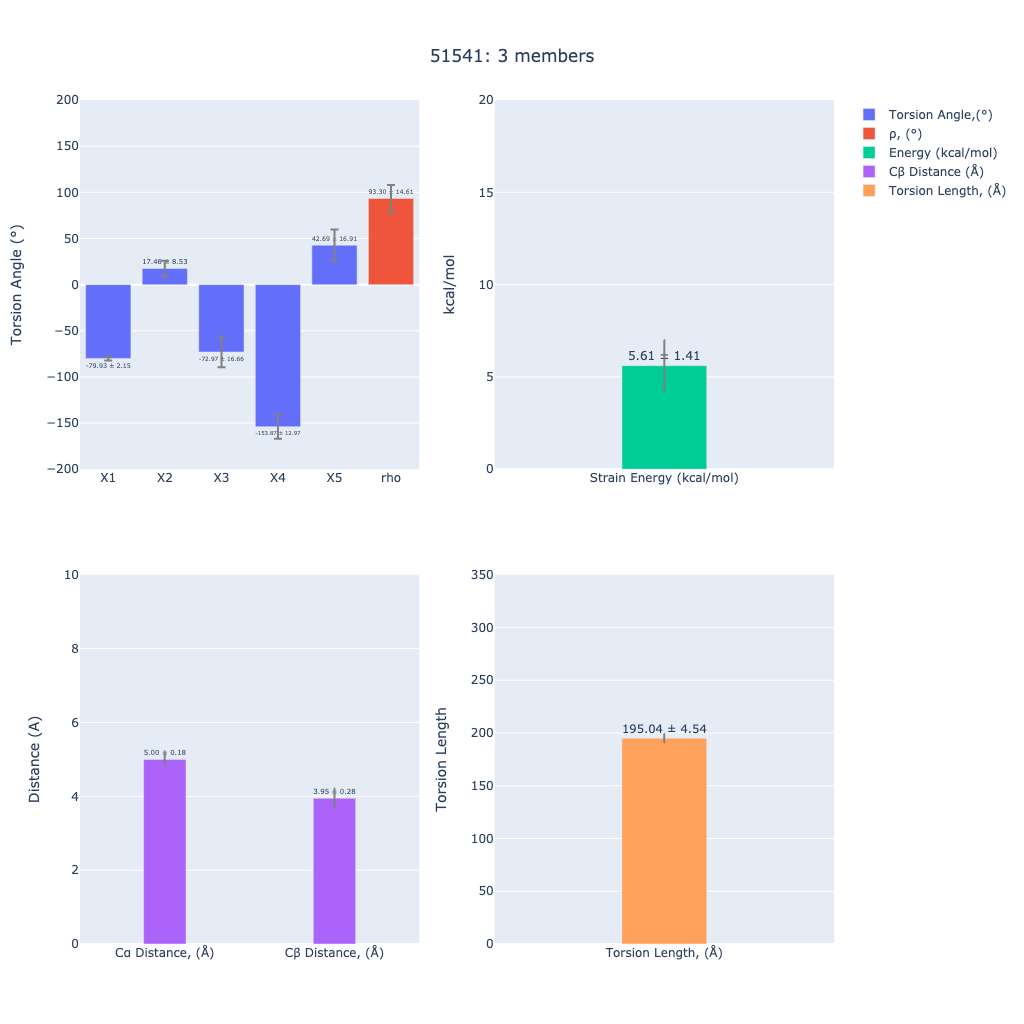 51541: 3 members
Torsion Angle (°)
200
150
100
50
0
−50
−100
−150
−200
-79.93 ± 2.15
17.46 ± 8.53
-72.97 ± 16.66
-153.87 ± 12.97
42.69 ± 16.91
93.30 ± 14.61
X1 X2 X3 X4 X5 rho
kcal/mol
20
15
10
5
0
5.61 ± 1.41
Strain Energy (kcal/mol)
Torsion Angle,(°)
ρ, (°)
Energy (kcal/mol)
Cβ Distance (Å)
Torsion Length, (Å)
Distance (A)
10
8
6
4
2
0
5.00 ± 0.18
3.95 ± 0.28
Cα Distance, (Å) Cβ Distance, (Å)
Torsion Length
350
300
250
200
150
100
50
0
195.04 ± 4.54
Torsion Length, (Å)